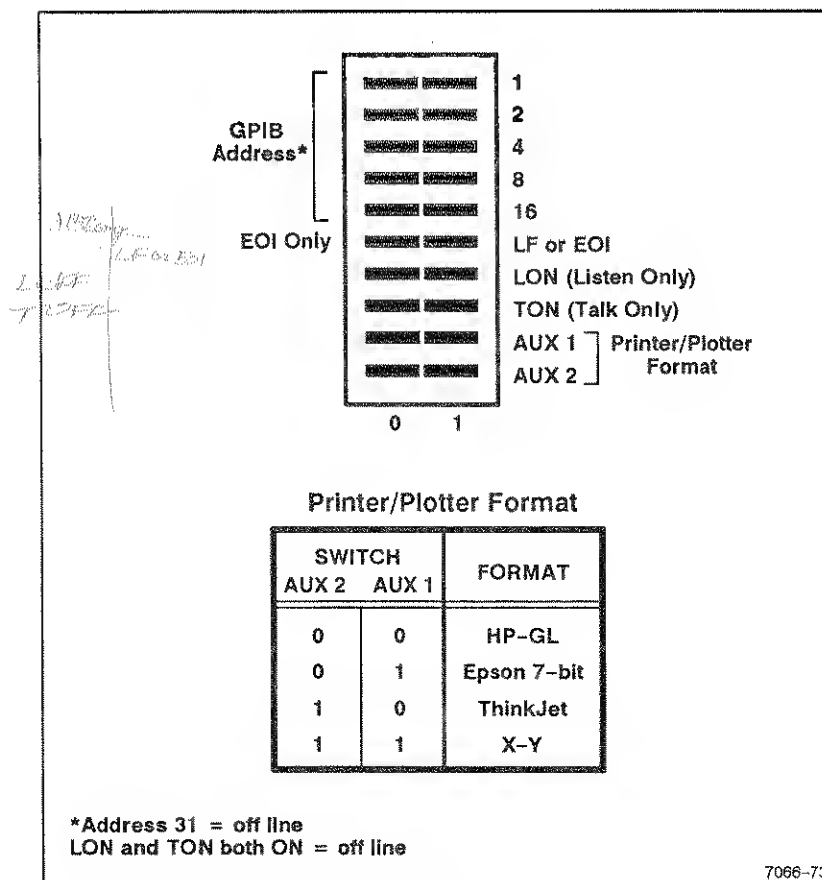 1
2
GPIB
Address*
4
8
16
EOI Only
LF or EOI
LF or EOI
LON (Listen Only)
TON (Talk Only)
AUX 1
Printer/Plotter
Format
AUX 2
0 1
Printer/Plotter Format
SWITCH
AUX 2 AUX 1 FORMAT
0 0 HP-GL
0 1 Epson 7-bit
1 0 ThinkJet
1 1 X-Y
*Address 31 = off line
LON and TON both ON = off line